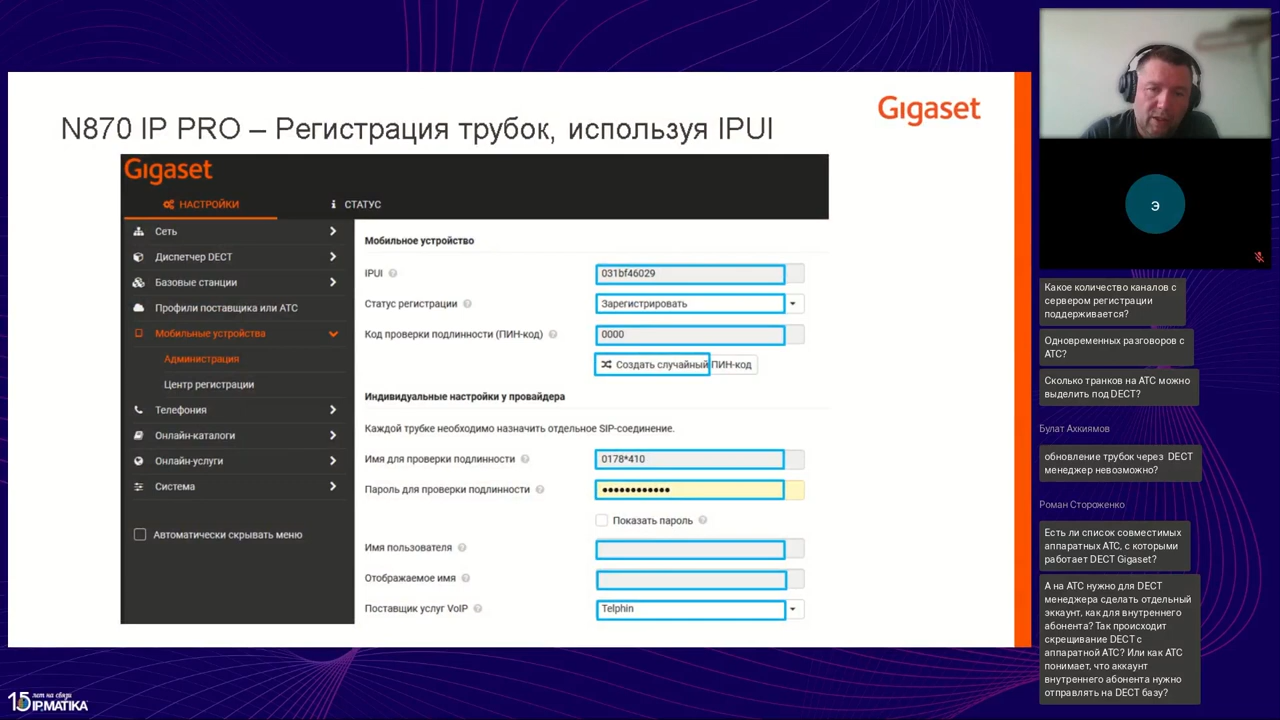 N870 IP PRO – Регистрация трубок, используя IPUI
Gigaset
Gigaset
НАСТРОЙКИ
СТАТУС
Сеть
Диспетчер DECT
Базовые станции
Профили поставщика или АТС
Мобильные устройства
Администрация
Центр регистрации
Телефония
Онлайн-каталоги
Онлайн-услуги
Система
Автоматически скрывать меню
Мобильное устройство
IPUI
031bf46029
Статус регистрации
Зарегистрировать
Код проверки подлинности (ПИН-код)
0000
Создать случайный ПИН-код
Индивидуальные настройки у провайдера
Каждой трубке необходимо назначить отдельное SIP-соединение.
Имя для проверки подлинности
0178*410
Пароль для проверки подлинности
••••••••••••
Показать пароль
Имя пользователя
Отображаемое имя
Поставщик услуг VoIP
Telphin
15 лет на связи
IPMATIKA
э
Какое количество каналов с
сервером регистрации
поддерживается?
Одновременных разговоров с
АТС?
Сколько транков на АТС можно
выделить под DECT?
Булат Ахкиямов
обновление трубок через DECT
менеджер невозможно?
Роман Стороженко
Есть ли список совместимых
аппаратных АТС, с которыми
работает DECT Gigaset?
А на АТС нужно для DECT
менеджера сделать отдельный
эккаунт, как для внутреннего
абонента? Так происходит
скрещивание DECT с
аппаратной АТС? Или как АТС
понимает, что аккаунт
внутреннего абонента нужно
отправлять на DECT базу?